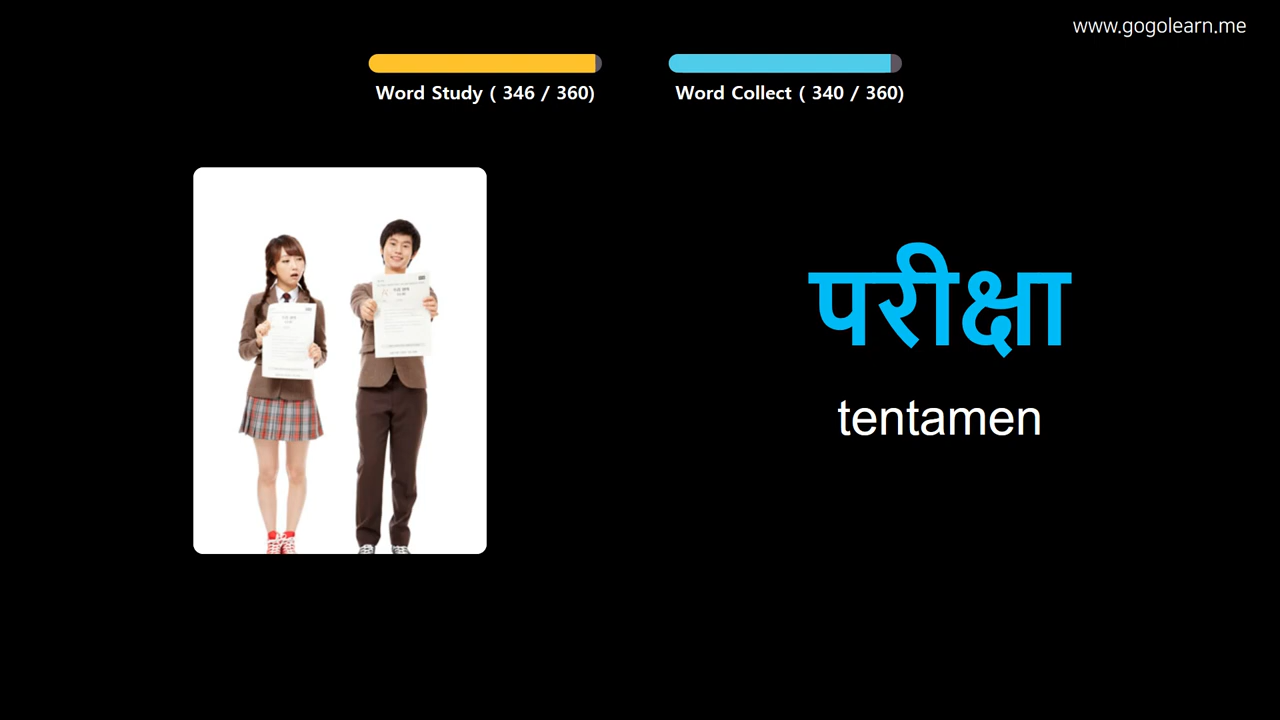 www.gogolearn.me
Word Study ( 346 / 360)
Word Collect ( 340 / 360)
परीक्षा
tentamen